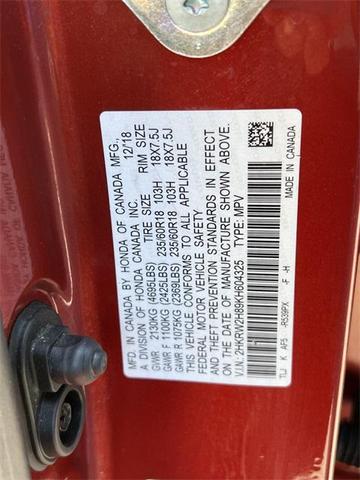 MFD. IN CANADA BY HONDA OF CANADA MFG.,
A DIVISION OF HONDA CANADA INC. 12/18
TIRE SIZE RIM SIZE
GVWR 2130KG (4695LBS)
GAWR F 1100KG (2425LBS) 235/60R18 103H 18X7.5J
GAWR R 1075KG (2369LBS) 235/60R18 103H 18X7.5J
THIS VEHICLE CONFORMS TO ALL APPLICABLE
FEDERAL MOTOR VEHICLE SAFETY
AND THEFT PREVENTION STANDARDS IN EFFECT
ON THE DATE OF MANUFACTURE SHOWN ABOVE.
V.I.N.: 2HKRW2H89KH604325 TYPE: MPV
TLJ K AF5 -R539PX -F -H MADE IN CANADA